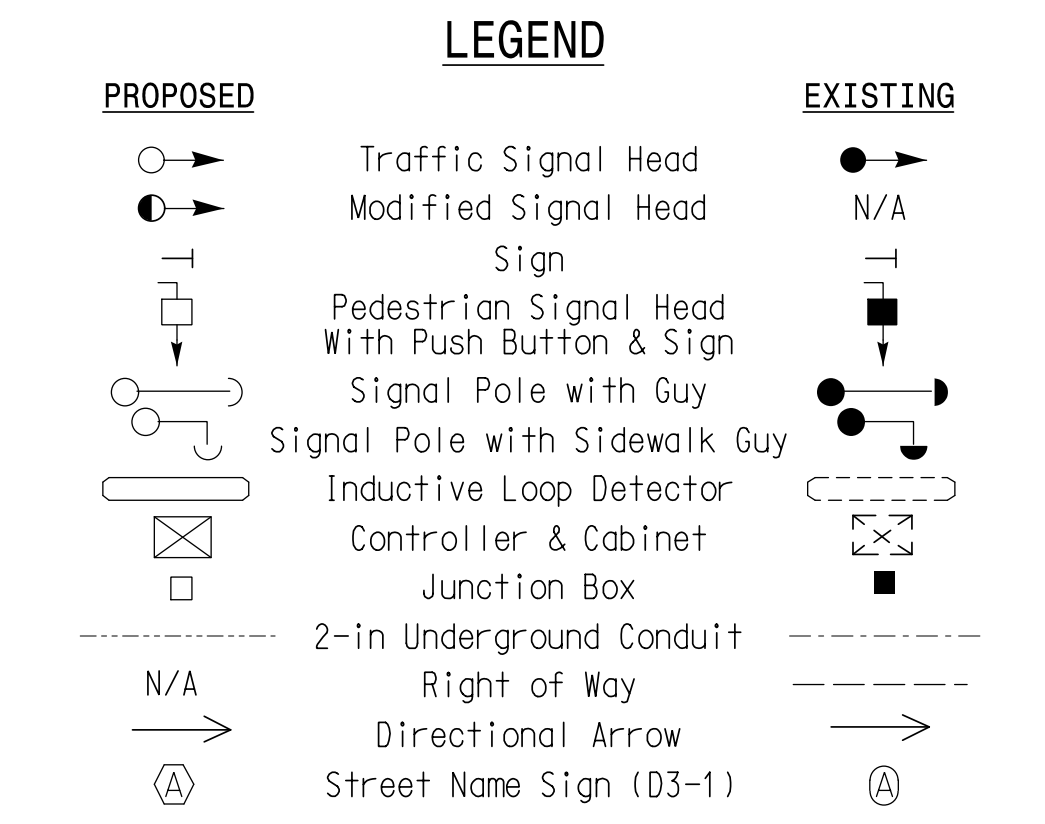 LEGEND
PROPOSED EXISTING
Traffic Signal Head
Modified Signal Head N/A
Sign
Pedestrian Signal Head
With Push Button & Sign
Signal Pole with Guy
Signal Pole with Sidewalk Guy
Inductive Loop Detector
Controller & Cabinet
Junction Box
2-in Underground Conduit
N/A Right of Way
Directional Arrow
A Street Name Sign (D3-1) A